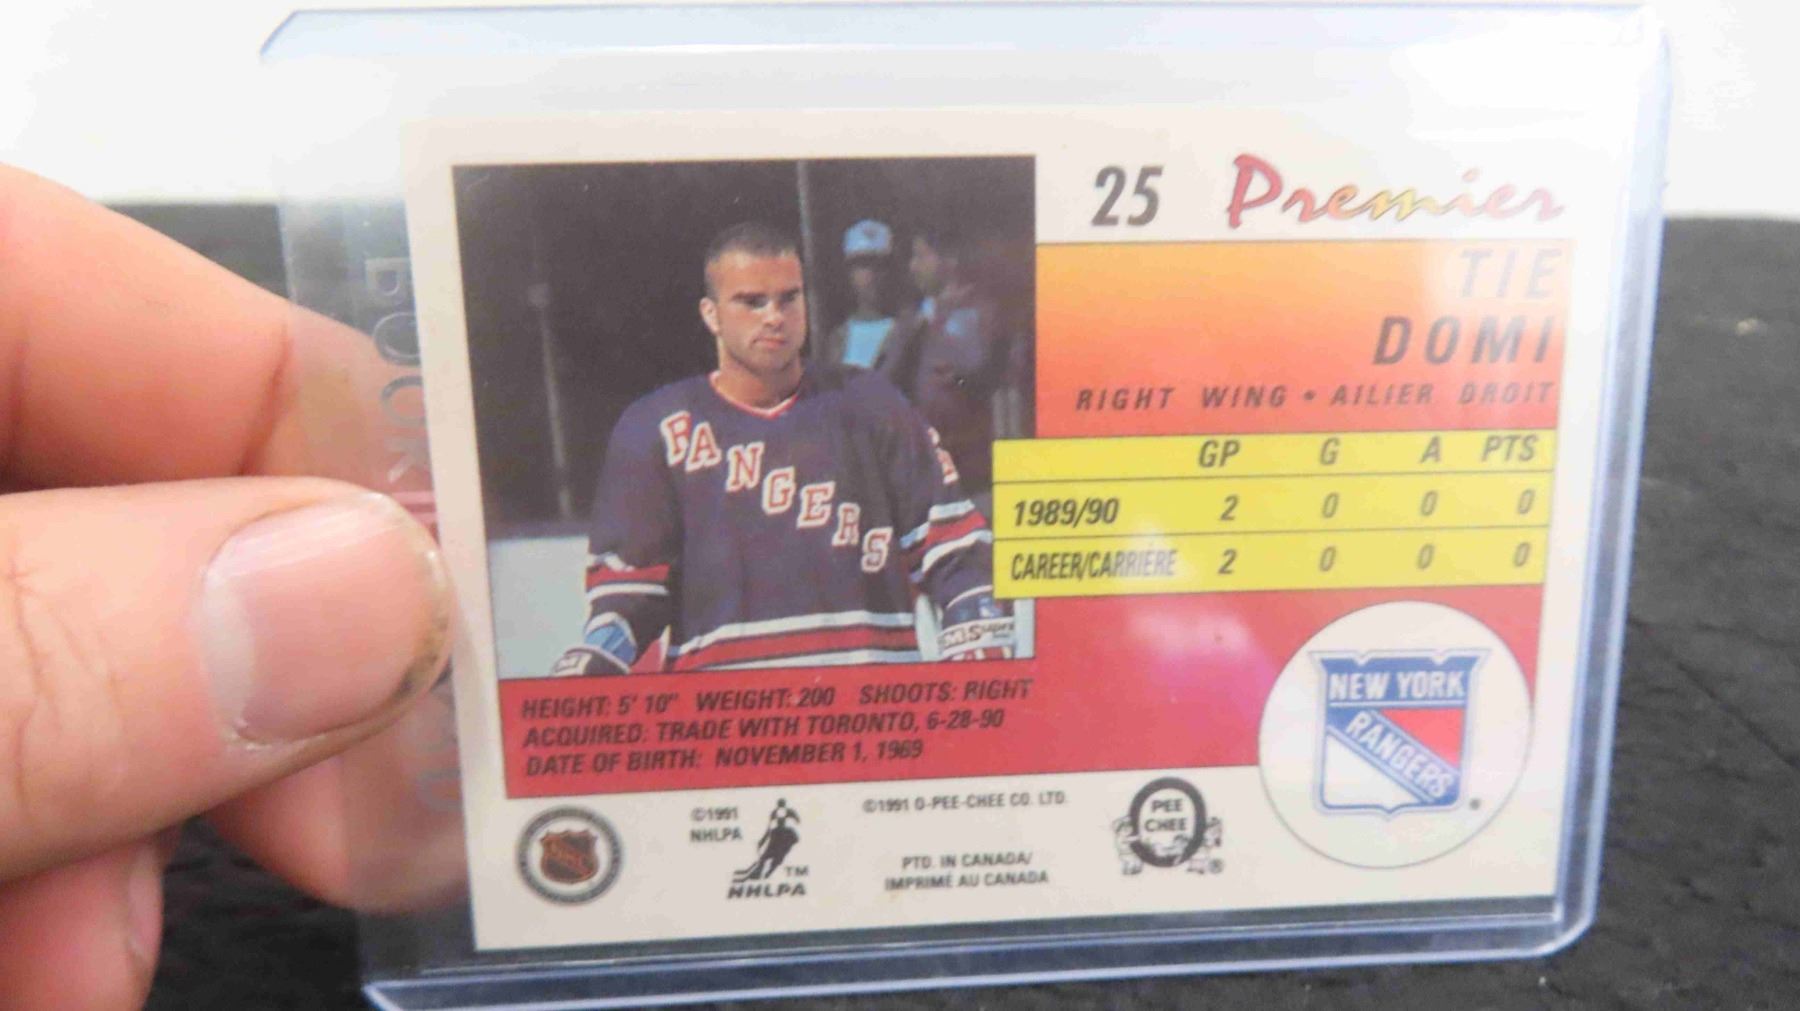 25 Premier
TIE
DOMI
RIGHT WING • AILIER DROIT
GP G A PTS
1989/90 2 0 0 0
CAREER/CARRIÈRE 2 0 0 0
RANGERS
HEIGHT: 5' 10" WEIGHT: 200 SHOOTS: RIGHT
ACQUIRED: TRADE WITH TORONTO, 6-28-90
DATE OF BIRTH: NOVEMBER 1, 1969
NEW YORK
RANGERS
NHL
©1991
NHLPA
TM
NHLPA
©1991 O-PEE-CHEE CO. LTD.
PTD. IN CANADA/
IMPRIMÉ AU CANADA
PEE
CHEE
®